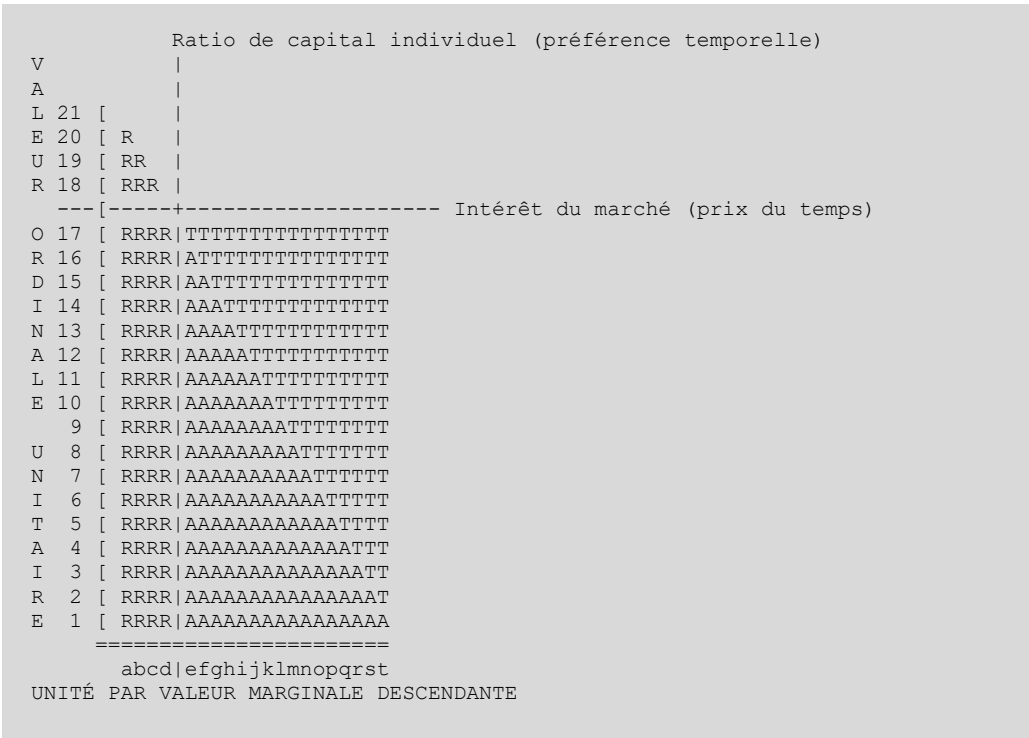 Ratio de capital individuel (préférence temporelle)
V          |
A          |
L 21 [     |
E 20 [ R   |
U 19 [ RR  |
R 18 [ RRR |
  ---[-----+-------------------- Intérêt du marché (prix du temps)
O 17 [ RRRR|TTTTTTTTTTTTTTTT
R 16 [ RRRR|ATTTTTTTTTTTTTTT
D 15 [ RRRR|AATTTTTTTTTTTTTT
I 14 [ RRRR|AAATTTTTTTTTTTTT
N 13 [ RRRR|AAAATTTTTTTTTTTT
A 12 [ RRRR|AAAAATTTTTTTTTTT
L 11 [ RRRR|AAAAAATTTTTTTTTT
E 10 [ RRRR|AAAAAAATTTTTTTTT
   9 [ RRRR|AAAAAAAATTTTTTTT
U  8 [ RRRR|AAAAAAAAATTTTTTT
N  7 [ RRRR|AAAAAAAAAATTTTTT
I  6 [ RRRR|AAAAAAAAAAATTTTT
T  5 [ RRRR|AAAAAAAAAAAATTTT
A  4 [ RRRR|AAAAAAAAAAAAATTT
I  3 [ RRRR|AAAAAAAAAAAAAATT
R  2 [ RRRR|AAAAAAAAAAAAAAAT
E  1 [ RRRR|AAAAAAAAAAAAAAAA
     =======================
       abcd|efghijklmnopqrst
UNITÉ PAR VALEUR MARGINALE DESCENDANTE